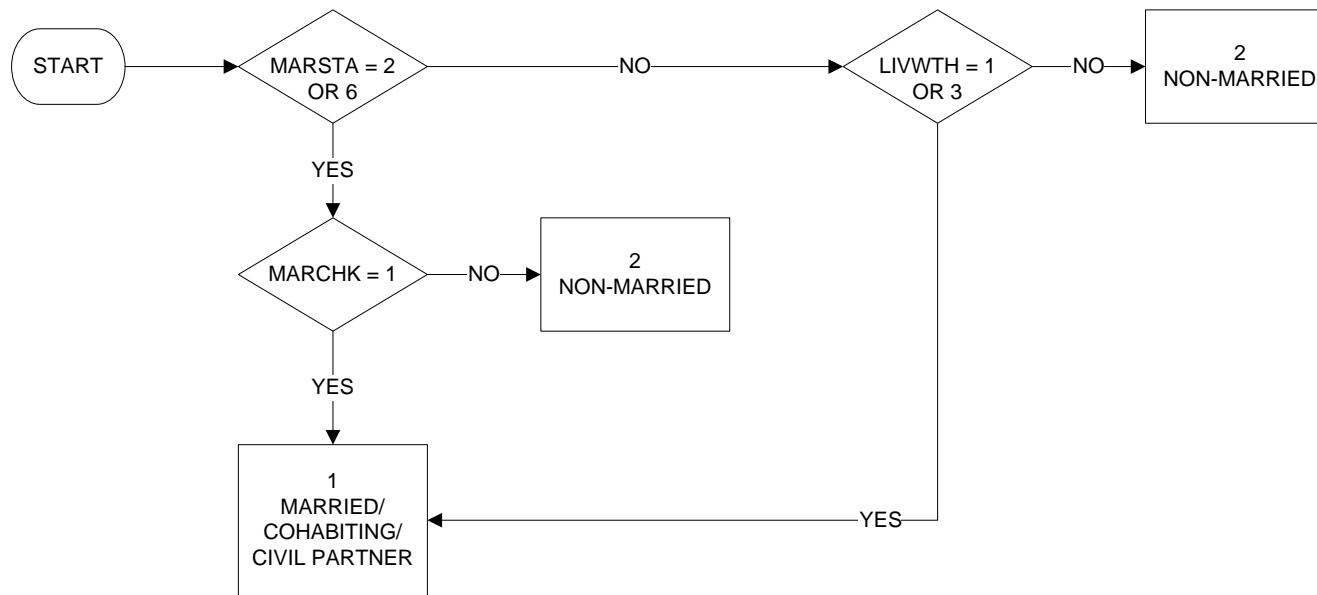 START
MARSTA = 2
OR 6
NO
LIVWTH = 1
OR 3
NO
2
NON-MARRIED
YES
MARCHK = 1
NO
2
NON-MARRIED
YES
1
MARRIED/
COHABITING/
CIVIL PARTNER
YES